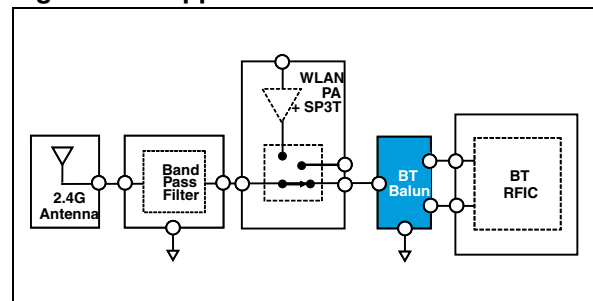 WLAN
PA
+ SP3T
2.4G
Antenna
Band
Pass
Filter
BT
Balun
BT
RFIC